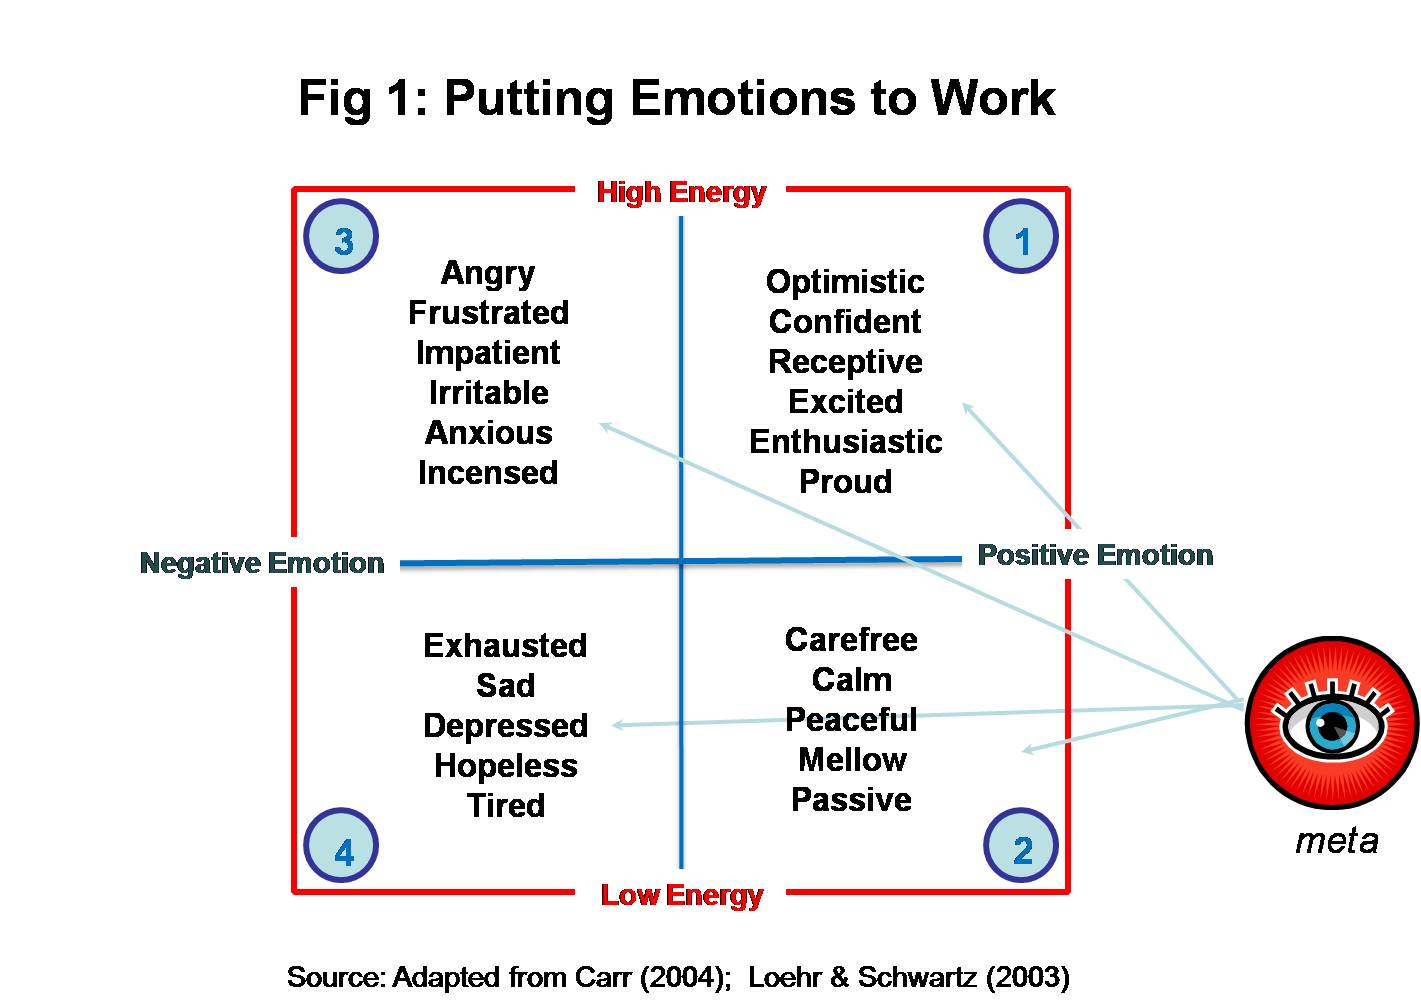 Fig 1: Putting Emotions to Work
High Energy
3
1
Angry
Frustrated
Impatient
Irritable
Anxious
Incensed
Optimistic
Confident
Receptive
Excited
Enthusiastic
Proud
Negative Emotion
Positive Emotion
Exhausted
Sad
Depressed
Hopeless
Tired
Carefree
Calm
Peaceful
Mellow
Passive
4
2
meta
Low Energy
Source: Adapted from Carr (2004);  Loehr & Schwartz (2003)